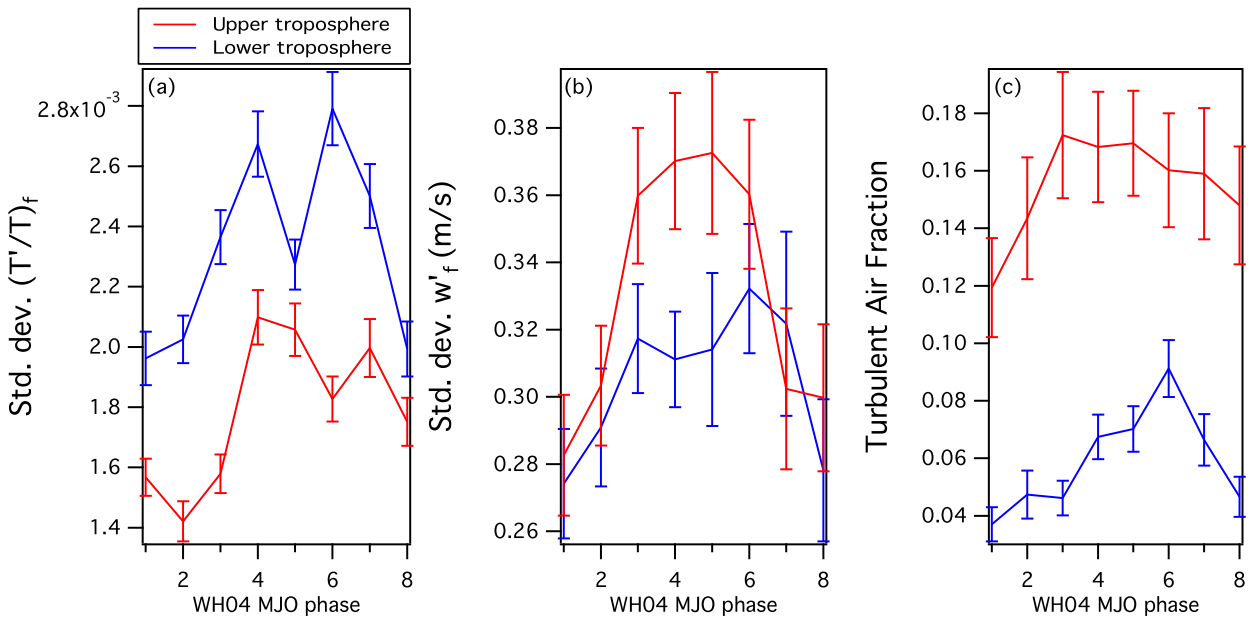 Upper troposphere
Lower troposphere
(a)
Std. dev. (T'/T)f
2.8x10-3
2.6
2.4
2.2
2.0
1.8
1.6
1.4
2 4 6 8
WH04 MJO phase
(b)
Std. dev. w'f (m/s)
0.38
0.36
0.34
0.32
0.30
0.28
0.26
2 4 6 8
WH04 MJO phase
(c)
Turbulent Air Fraction
0.18
0.16
0.14
0.12
0.10
0.08
0.06
0.04
2 4 6 8
WH04 MJO phase